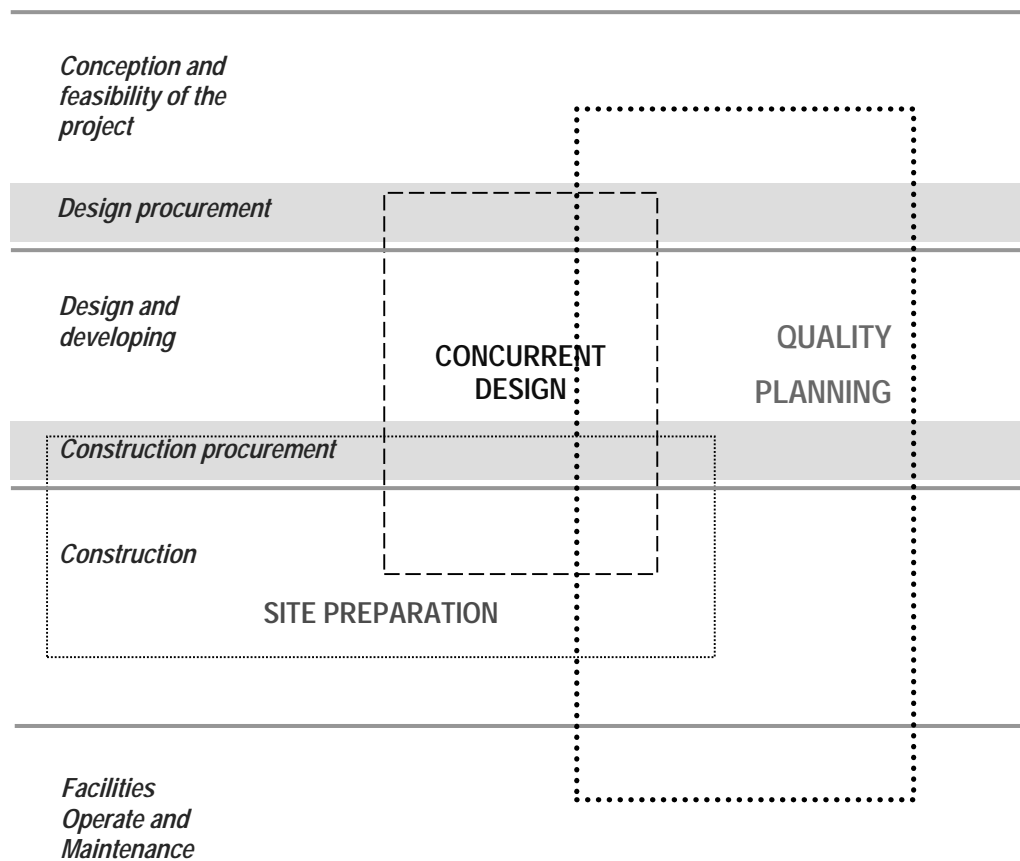 Conception and
feasibility of the
project
Design procurement
Design and
developing
CONCURRENT
DESIGN
QUALITY
PLANNING
Construction procurement
Construction
SITE PREPARATION
Facilities
Operate and
Maintenance